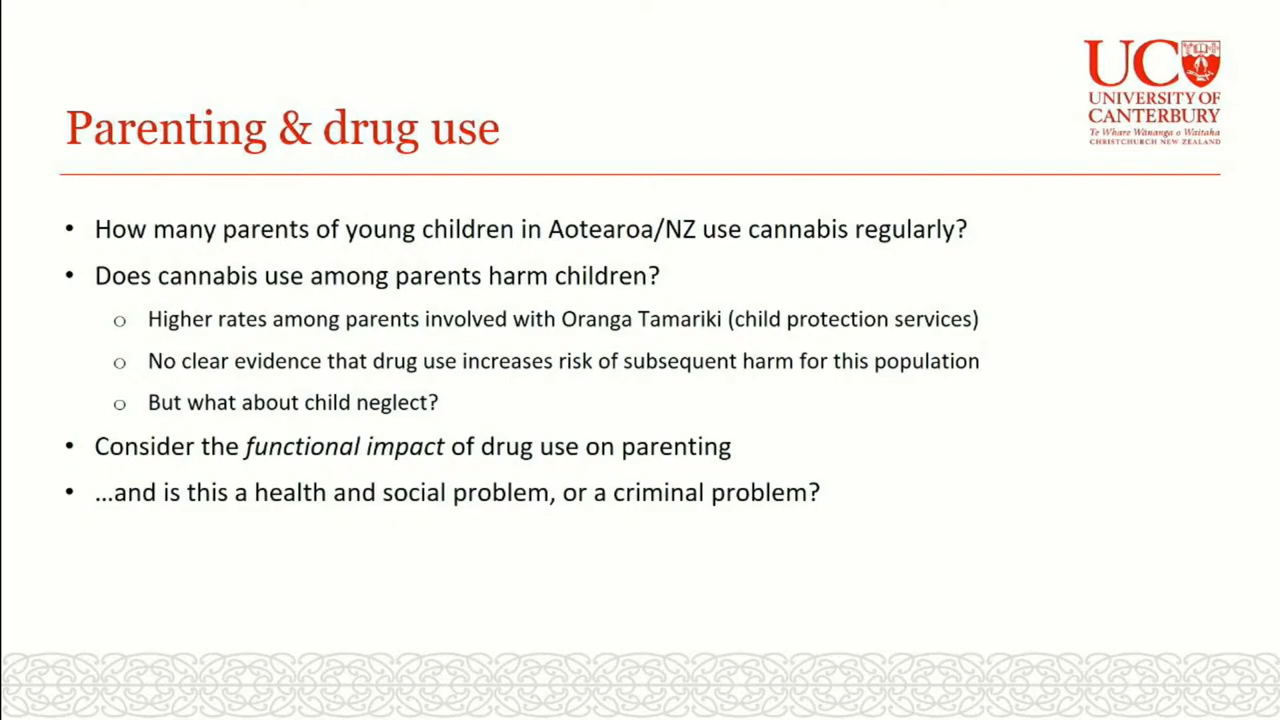 UC
UNIVERSITY OF
CANTERBURY
Te Whare Wānanga o Waitaha
CHRISTCHURCH NEW ZEALAND
Parenting & drug use
• How many parents of young children in Aotearoa/NZ use cannabis regularly?
• Does cannabis use among parents harm children?
o Higher rates among parents involved with Oranga Tamariki (child protection services)
o No clear evidence that drug use increases risk of subsequent harm for this population
o But what about child neglect?
• Consider the functional impact of drug use on parenting
• …and is this a health and social problem, or a criminal problem?